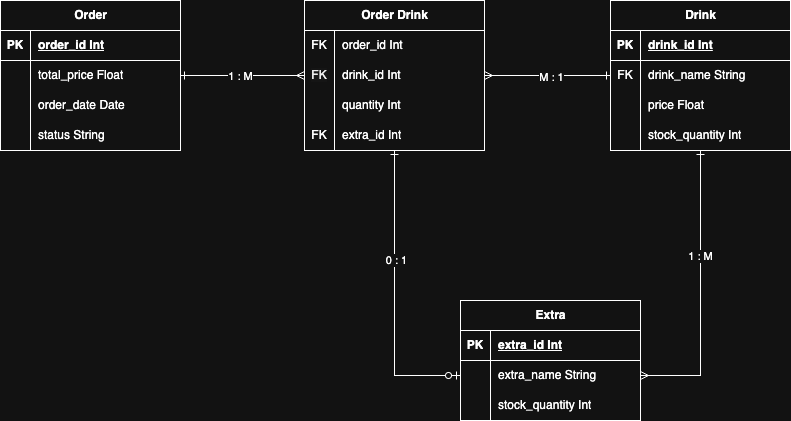 Order
PK order_id Int
total_price Float
order_date Date
status String
1 : M
Order Drink
FK order_id Int
FK drink_id Int
quantity Int
FK extra_id Int
M : 1
Drink
PK drink_id Int
FK drink_name String
price Float
stock_quantity Int
0 : 1
1 : M
Extra
PK extra_id Int
extra_name String
stock_quantity Int